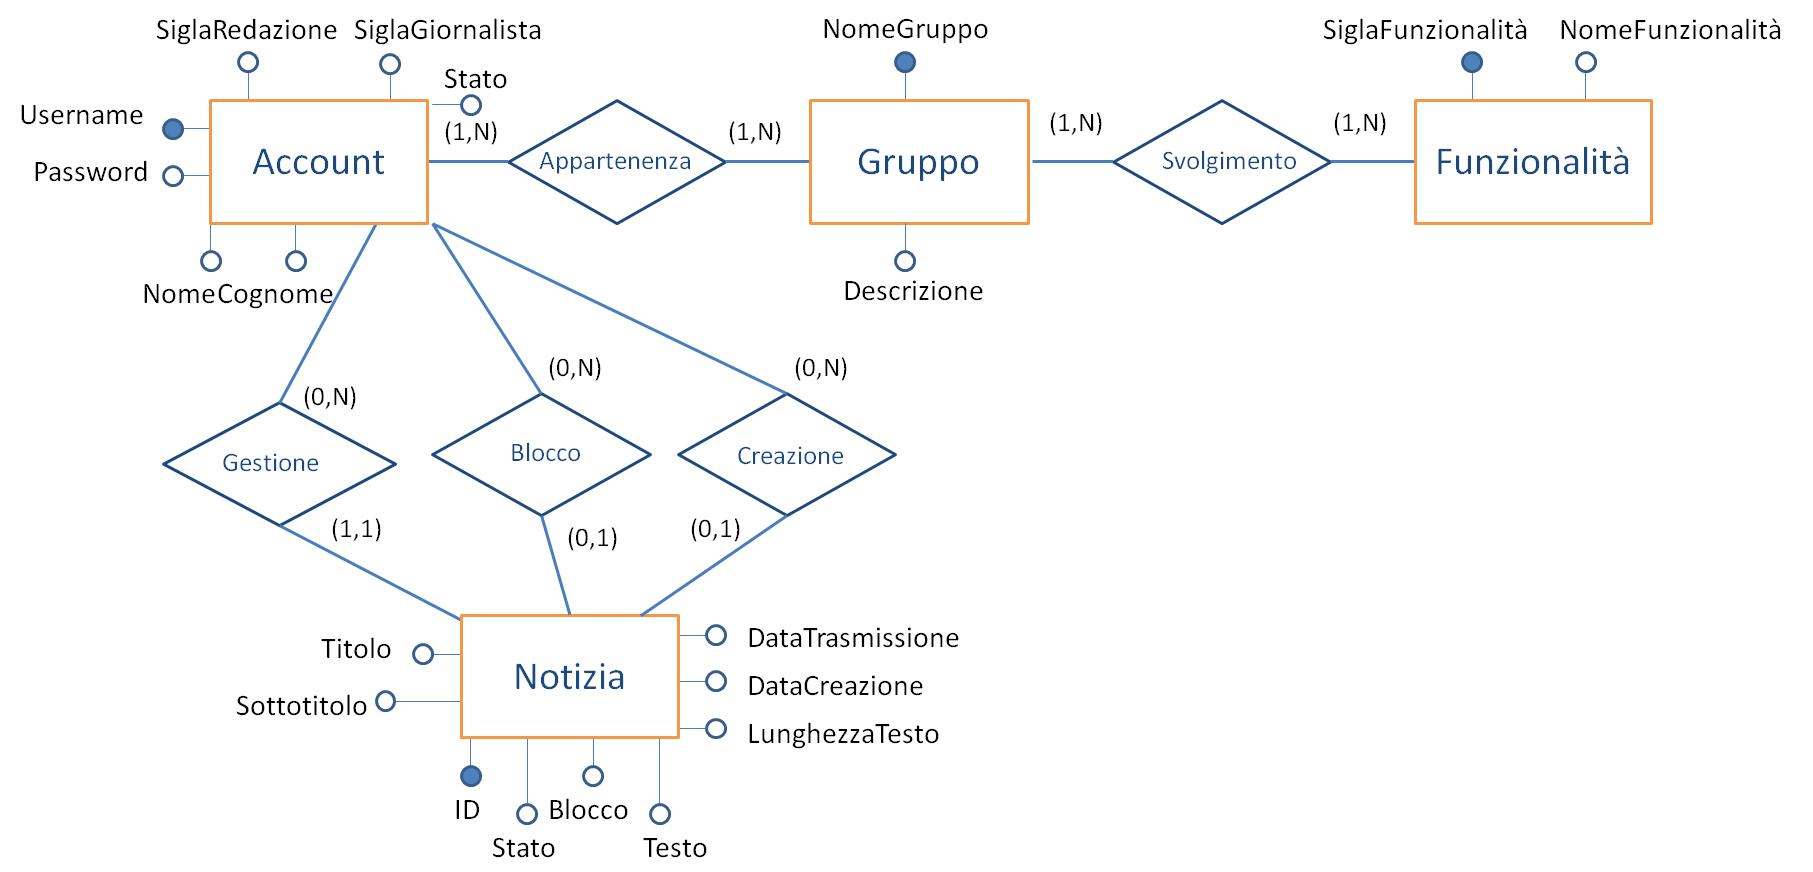 SiglaRedazione SiglaGiornalista NomeGruppo SiglaFunzionalità NomeFunzionalità
Stato
Username
(1,N) (1,N) (1,N) (1,N)
Account Appartenenza Gruppo Svolgimento Funzionalità
Password
NomeCognome Descrizione
(0,N) (0,N) (0,N)
Gestione Blocco Creazione
(1,1) (0,1) (0,1)
Titolo DataTrasmissione
Notizia
Sottotitolo DataCreazione
LunghezzaTesto
ID Blocco
Stato Testo